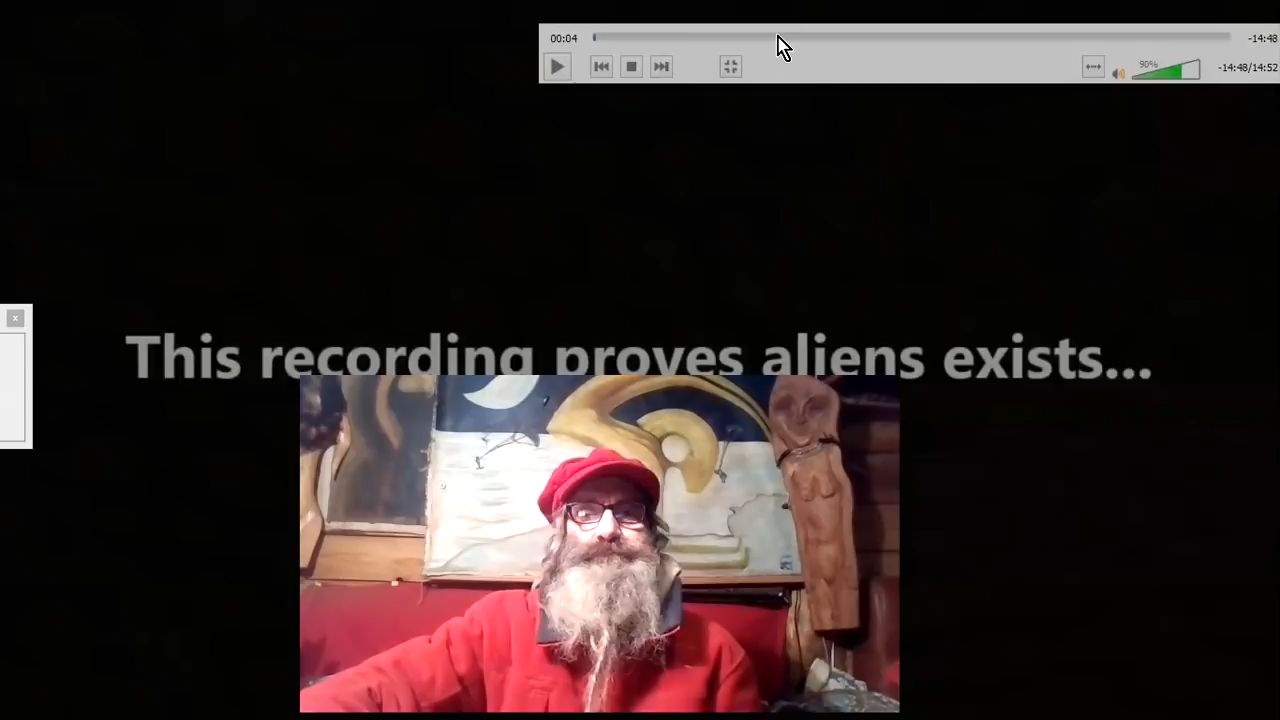 00:04
-14:48
90%
-14:48/14:52
x
This recording proves aliens exists...